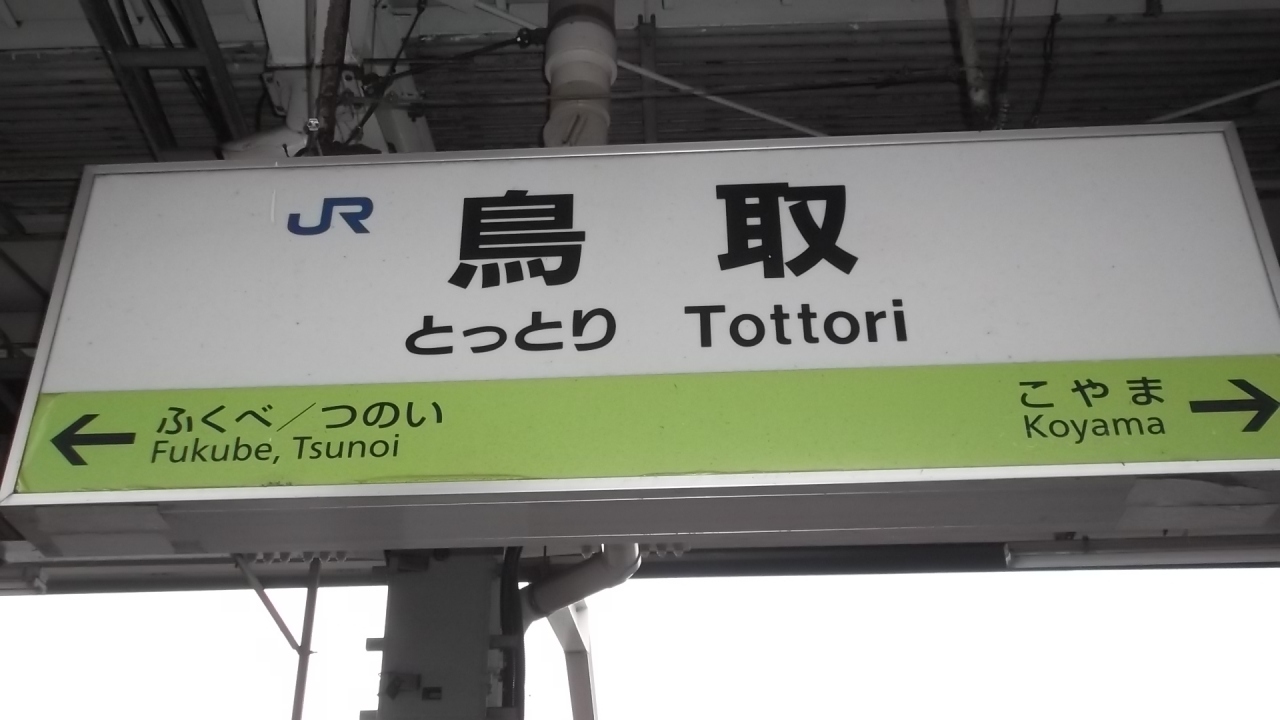 JR 鳥取
とっとり Tottori
← ふくべ／つのい
Fukube, Tsunoi
こやま →
Koyama